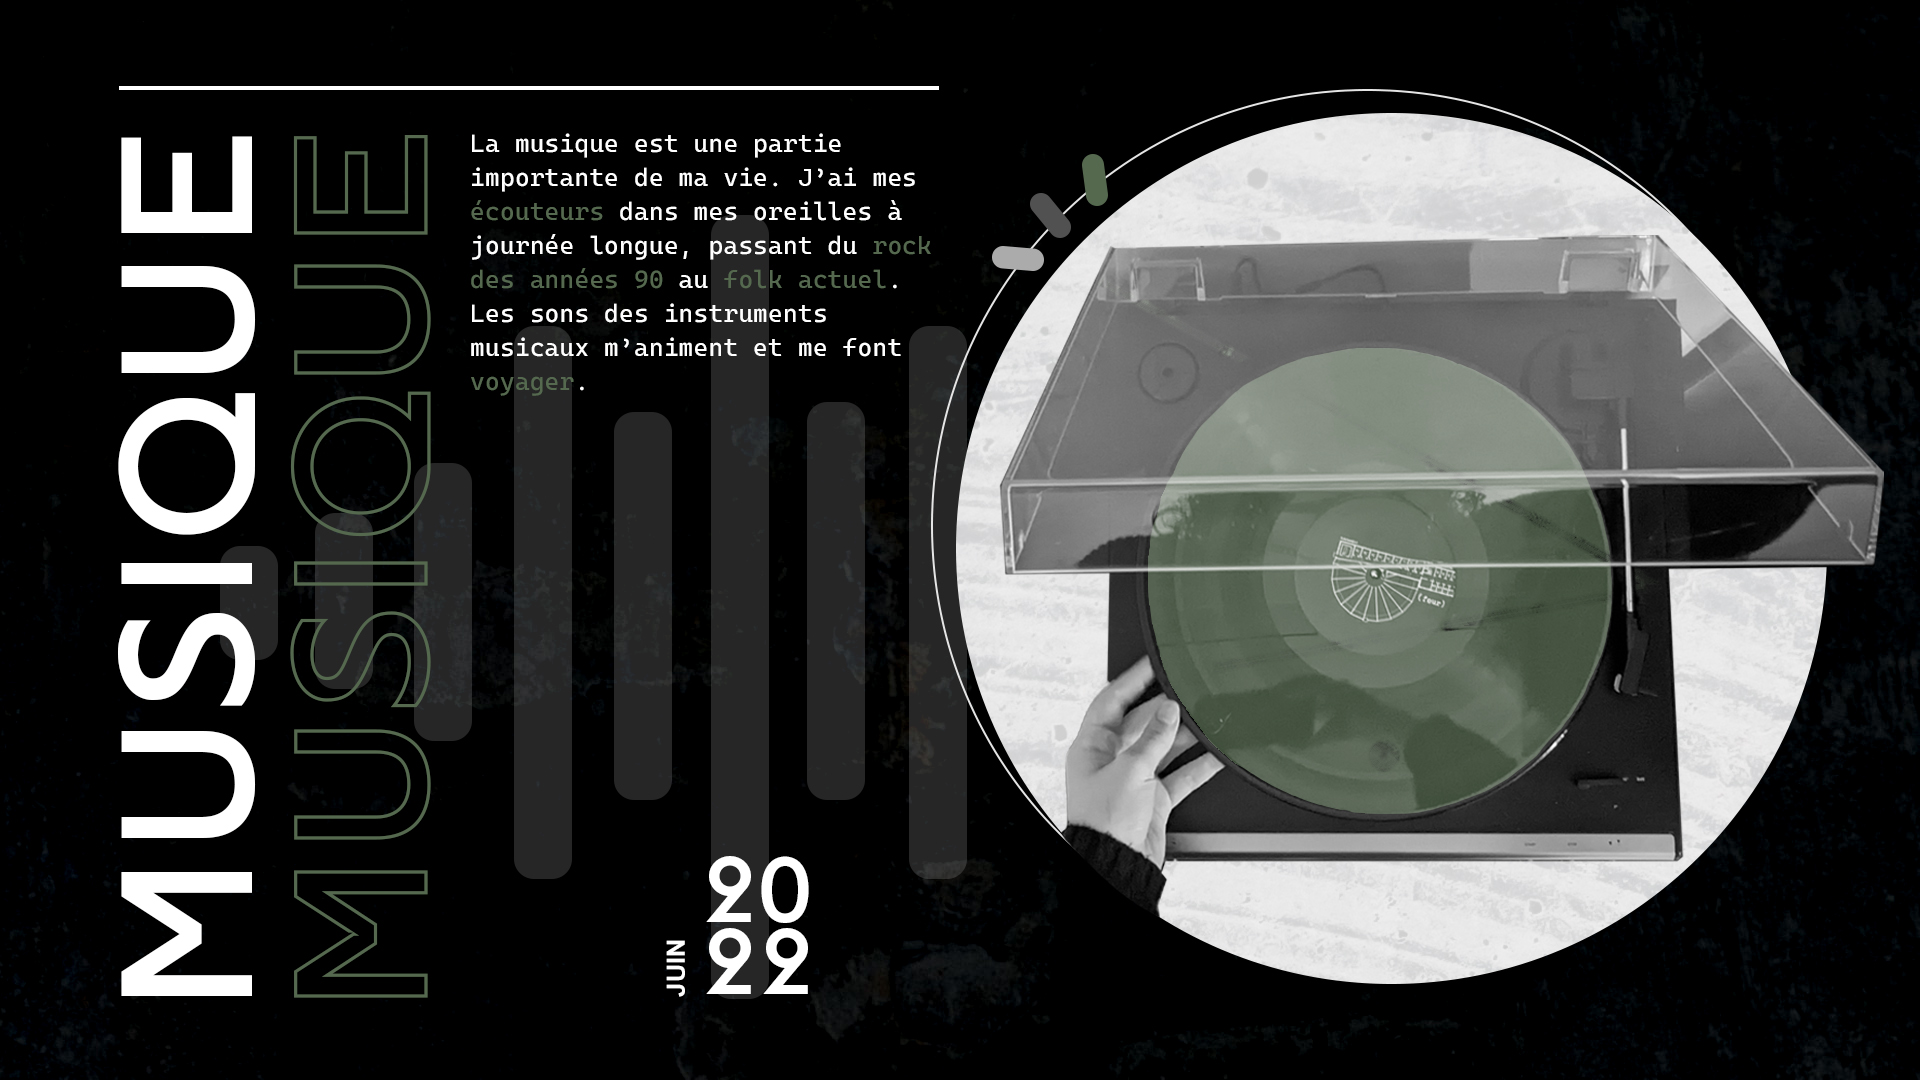 MUSIQUE
MUSIQUE
La musique est une partie
importante de ma vie. J’ai mes
écouteurs dans mes oreilles à
journée longue, passant du rock
des années 90 au folk actuel.
Les sons des instruments
musicaux m’animent et me font
voyager.
JUIN
20
22
(four)